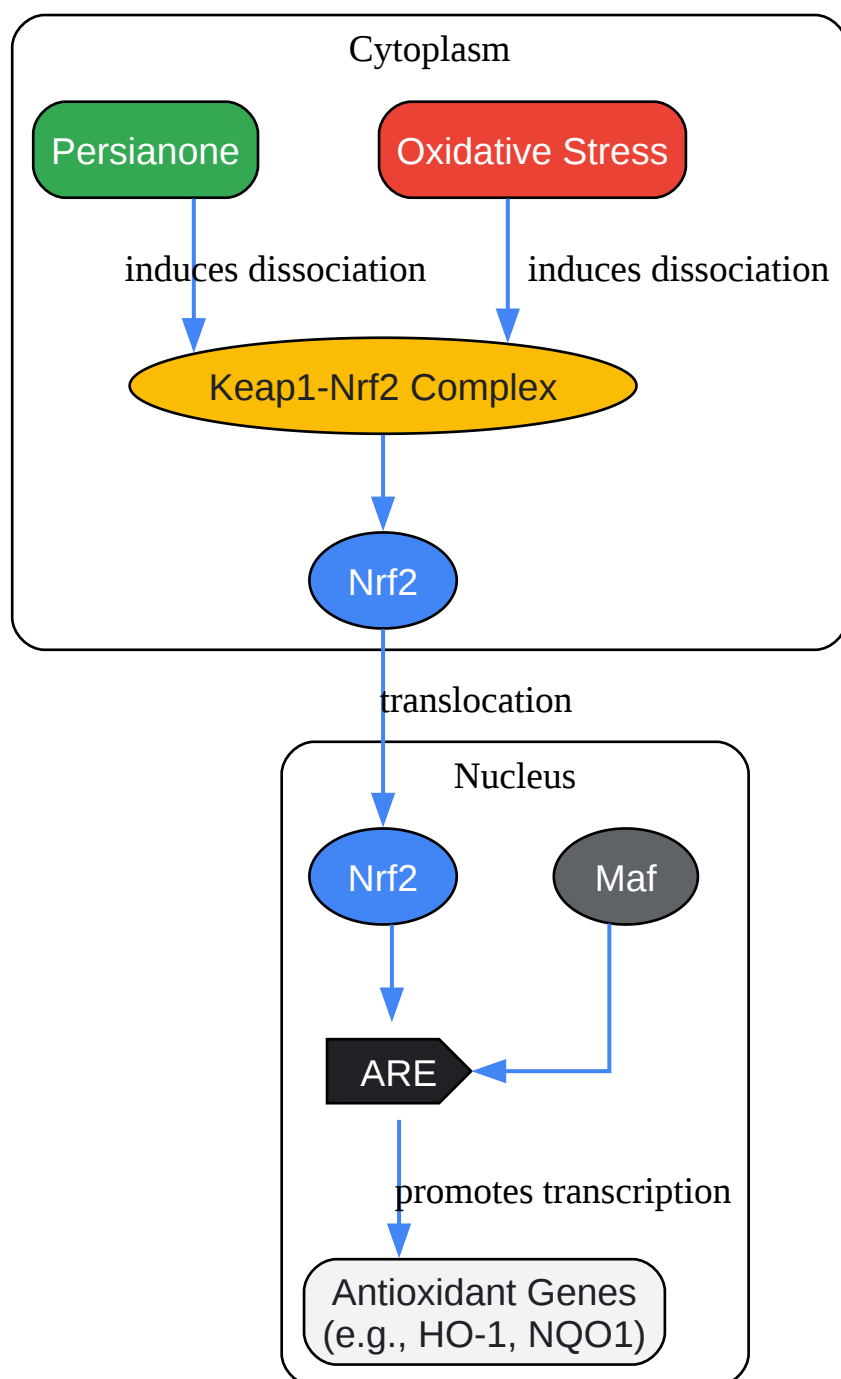 Cytoplasm
Persianone
Oxidative Stress
induces dissociation
induces dissociation
Keap1-Nrf2 Complex
Nrf2
translocation
Nucleus
Nrf2
Maf
ARE
promotes transcription
Antioxidant Genes
(e.g., HO-1, NQO1)